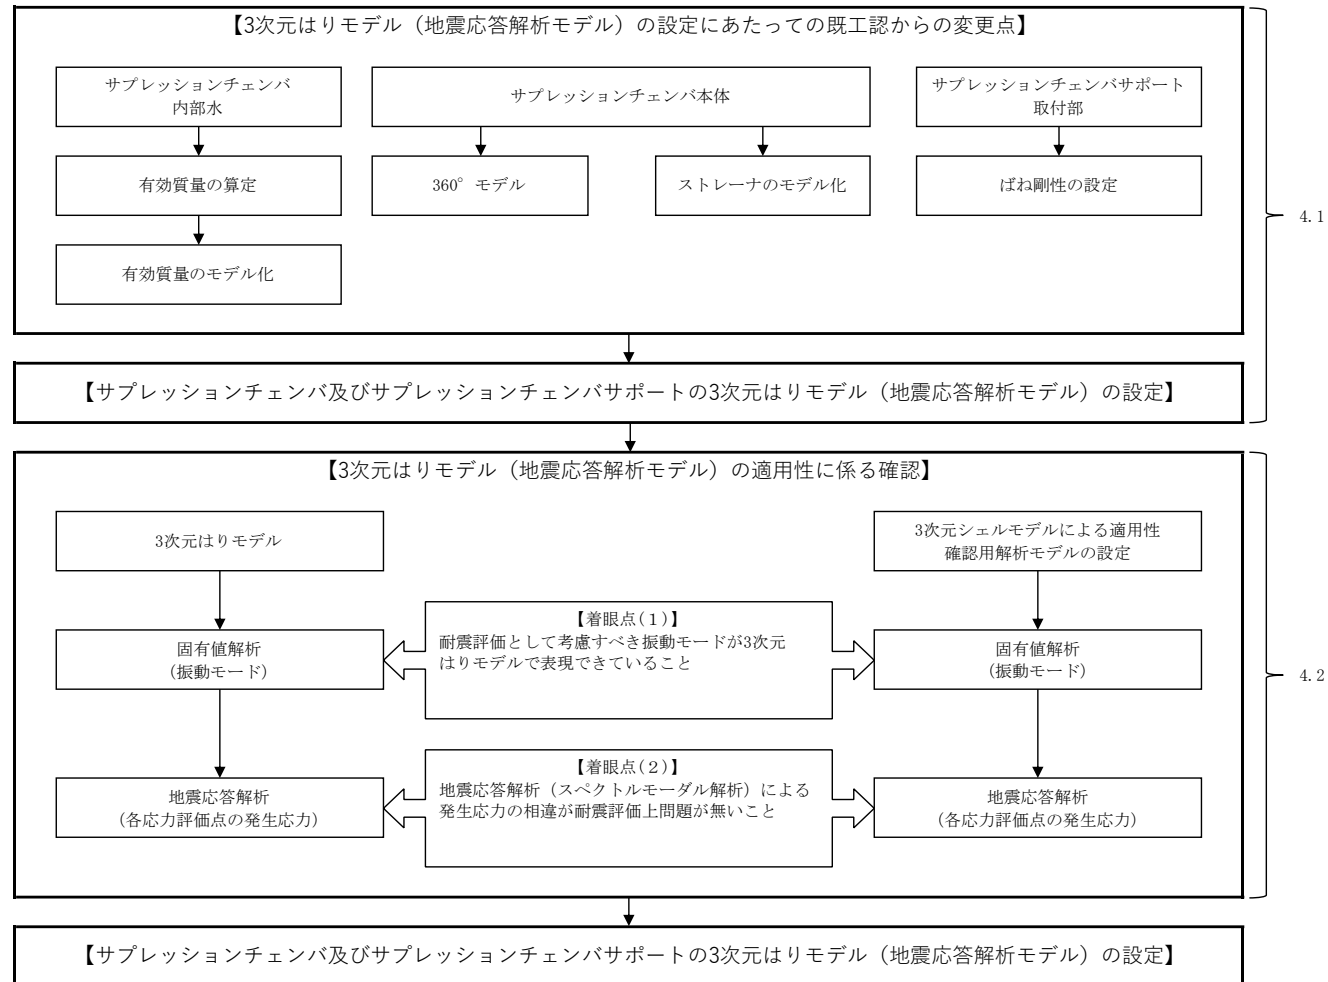 【3次元はりモデル（地震応答解析モデル）の設定にあたっての既工認からの変更点】
サプレッションチェンバ
内部水
サプレッションチェンバ本体
サプレッションチェンバサポート
取付部
有効質量の算定
360°モデル
ストレーナのモデル化
ばね剛性の設定
4.1
有効質量のモデル化
【サプレッションチェンバ及びサプレッションチェンバサポートの3次元はりモデル（地震応答解析モデル）の設定】
【3次元はりモデル（地震応答解析モデル）の適用性に係る確認】
3次元はりモデル
3次元シェルモデルによる適用性
確認用解析モデルの設定
【着眼点(1)】
耐震評価として考慮すべき振動モードが3次元
はりモデルで表現できていること
固有値解析
(振動モード)
固有値解析
(振動モード)
4.2
【着眼点(2)】
地震応答解析（スペクトルモーダル解析）による
発生応力の相違が耐震評価上問題が無いこと
地震応答解析
(各応力評価点の発生応力)
地震応答解析
(各応力評価点の発生応力)
【サプレッションチェンバ及びサプレッションチェンバサポートの3次元はりモデル（地震応答解析モデル）の設定】